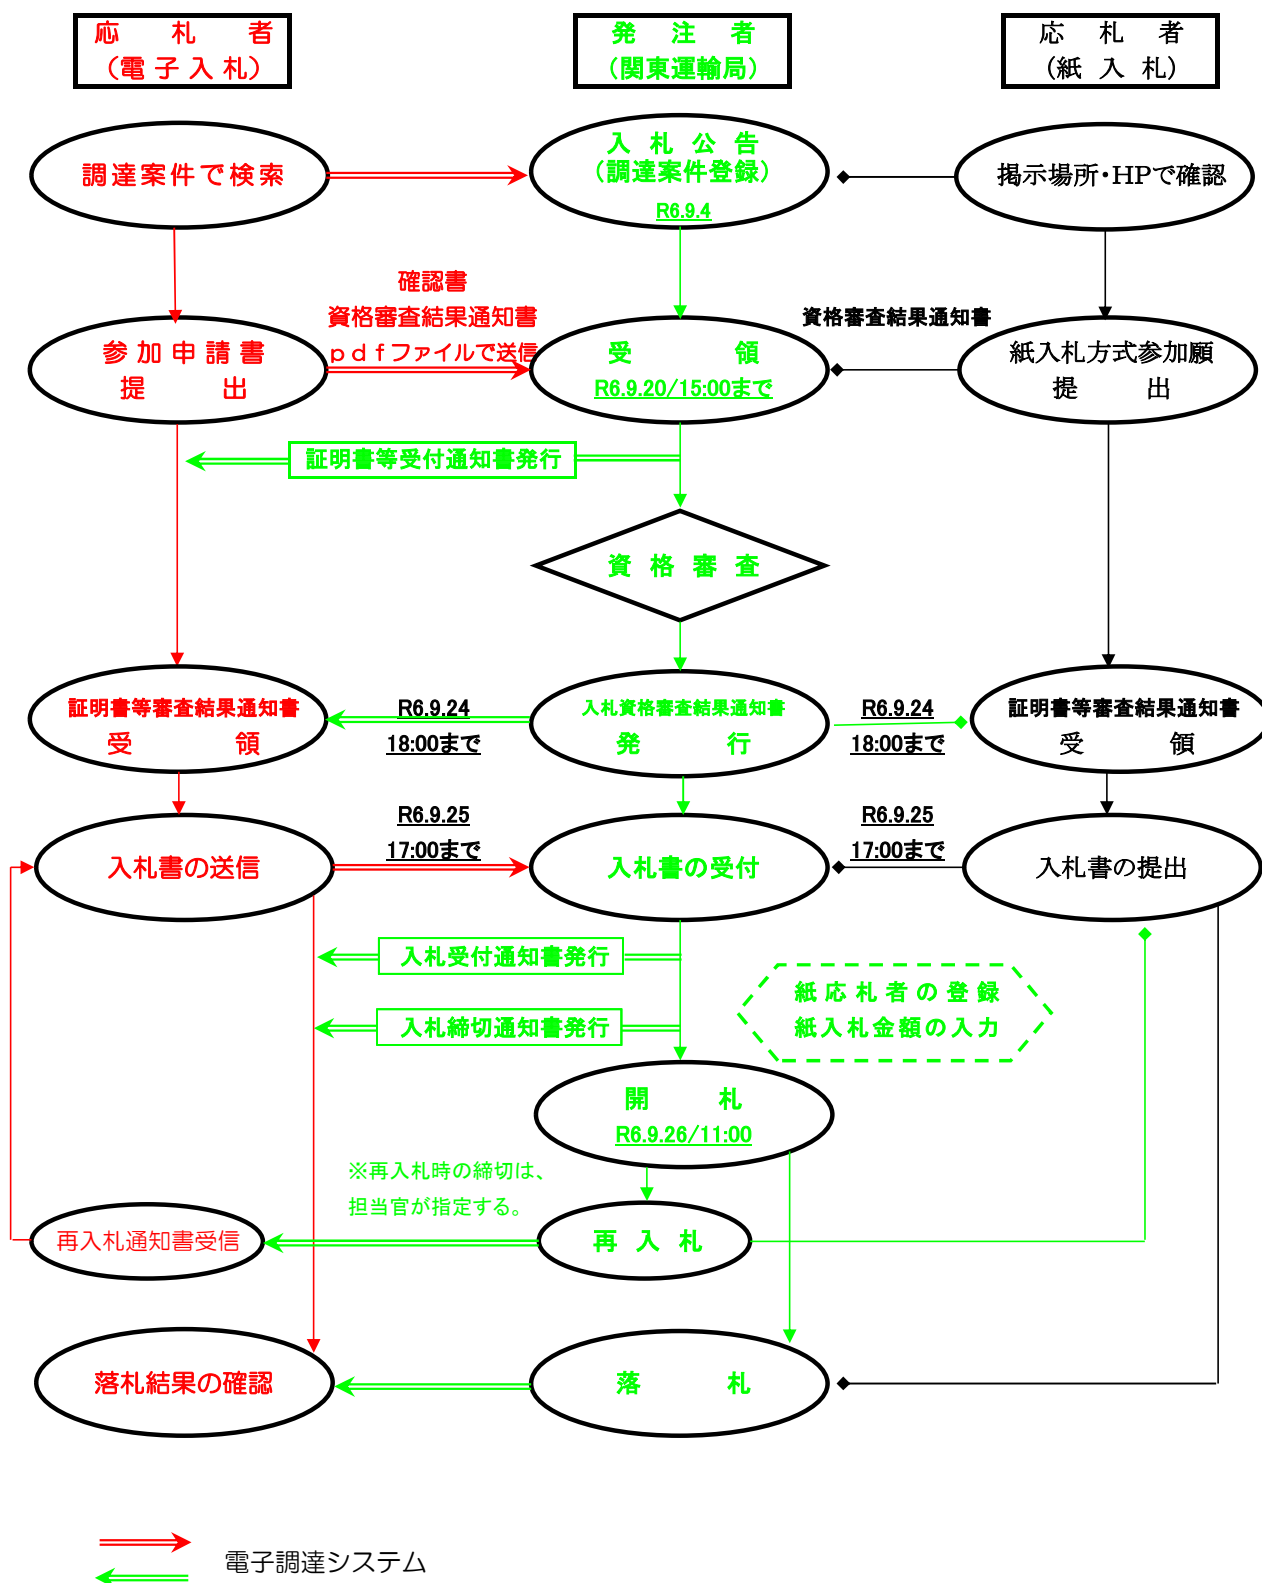 応札者
（電子入札）
発注者
（関東運輸局）
応札者
（紙入札）
調達案件で検索
入札公告
（調達案件登録）
R6.9.4
掲示場所・HPで確認
確認書
資格審査結果通知書
ｐｄｆファイルで送信
資格審査結果通知書
参加申請書
提出
受領
R6.9.20/15:00まで
紙入札方式参加願
提出
証明書等受付通知書発行
資格審査
証明書等審査結果通知書
受領
R6.9.24
18:00まで
入札資格審査結果通知書
発行
R6.9.24
18:00まで
証明書等審査結果通知書
受領
入札書の送信
R6.9.25
17:00まで
入札書の受付
R6.9.25
17:00まで
入札書の提出
入札受付通知書発行
入札締切通知書発行
紙応札者の登録
紙入札金額の入力
開札
R6.9.26/11:00
※再入札時の締切は、
担当官が指定する。
再入札通知書受信
再入札
落札結果の確認
落札
電子調達システム